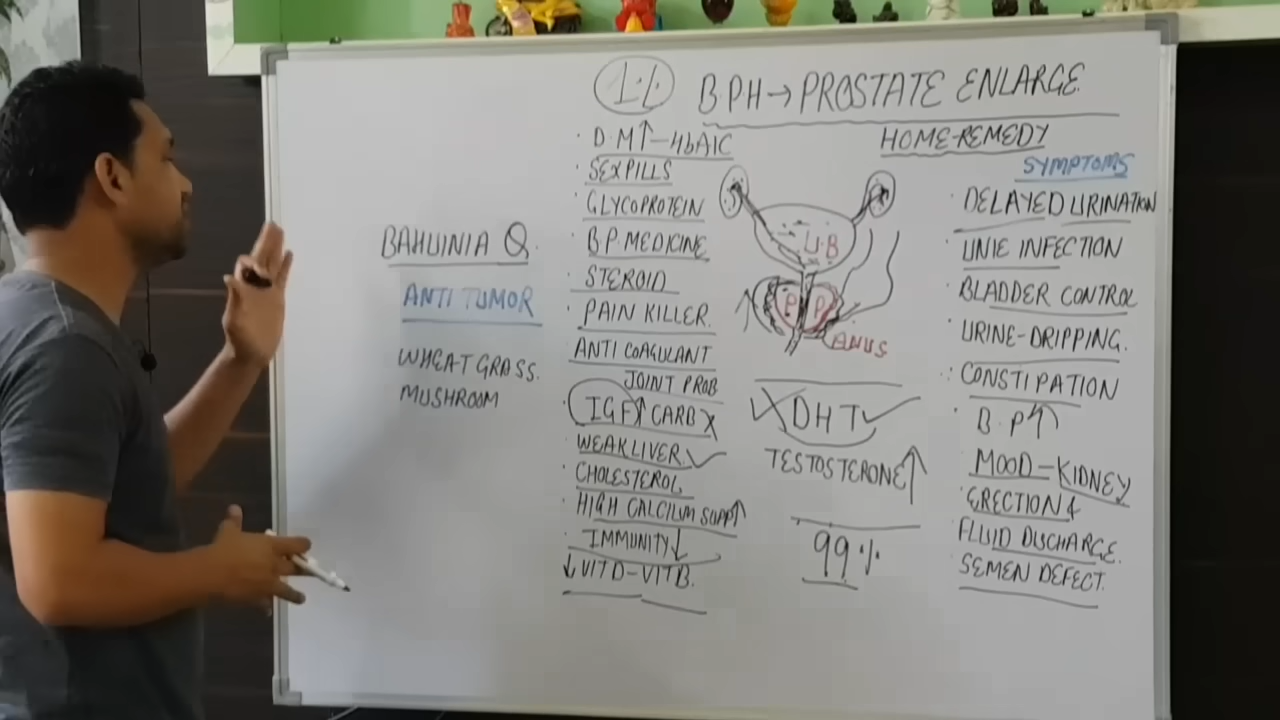 1% B.PH→PROSTATE ENLARGE
HOME-REMEDY
BAHUINIA Q.
ANTI TUMOR
WHEAT GRASS.
MUSHROOM
· D.M↑-HbA1C
· SEX PILLS
· GLYCOPROTEIN
· B.P. MEDICINE
· STEROID
· PAIN KILLER.
ANTI COAGULANT
JOINT PROB
· IGF↑ CARB X
WEAK LIVER ✓
· CHOLESTEROL
· HIGH CALCIUM SUPP↑
· IMMUNITY↓
↓VIT D-VIT B.
U.B
P P
ANUS
X DHT ✓
TESTOSTERONE↑
99%
SYMPTOMS
· DELAYED URINATION
· UNIE INFECTION
· BLADDER CONTROL
· URINE-DRIPPING.
· CONSTIPATION
· B.P↑
MOOD-KIDNEY
ERECTION↓
FLUID DISCHARGE.
SEMEN DEFECT.